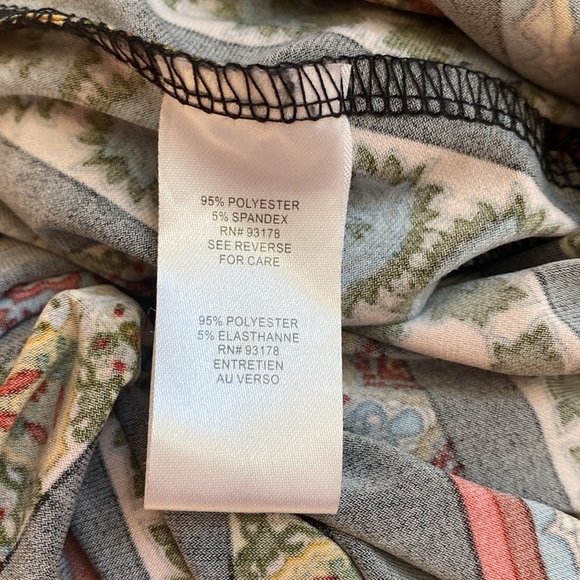 95% POLYESTER
5% SPANDEX
RN# 93178
SEE REVERSE
FOR CARE
95% POLYESTER
5% ELASTHANNE
RN# 93178
ENTRETIEN
AU VERSO